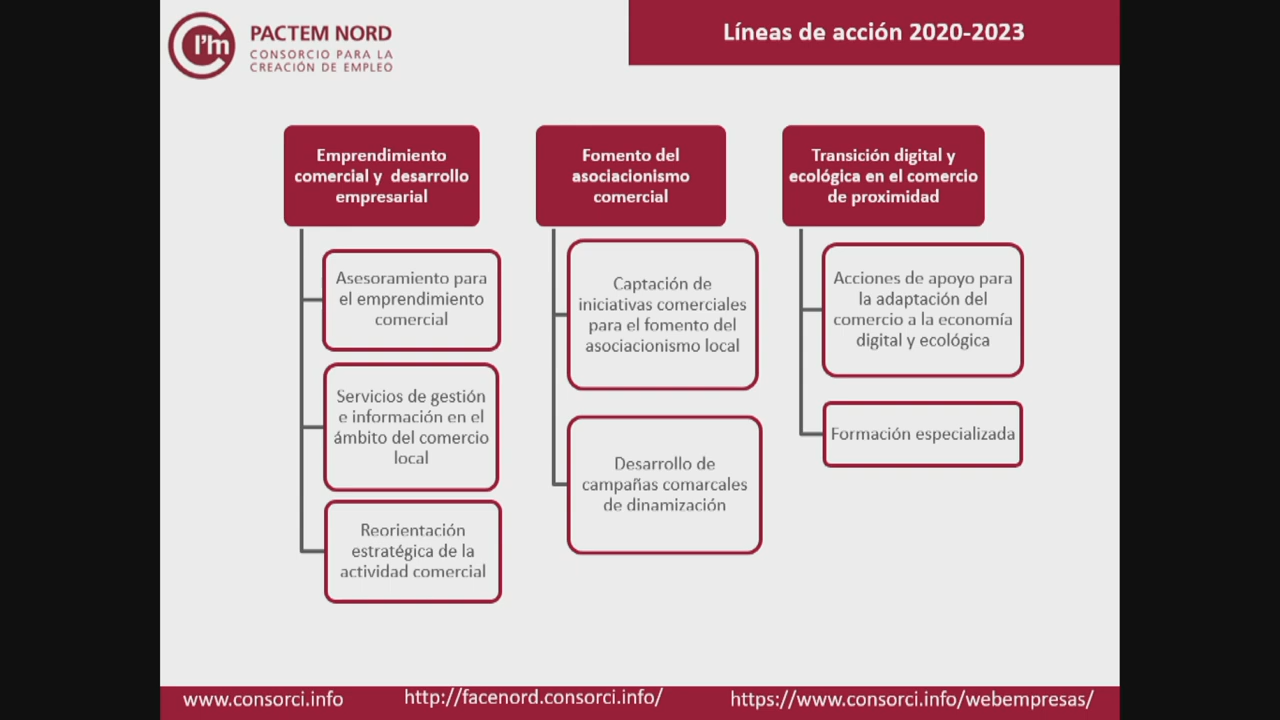 I'm
PACTEM NORD
CONSORCIO PARA LA
CREACIÓN DE EMPLEO
Líneas de acción 2020-2023
Emprendimiento
comercial y desarrollo
empresarial
Asesoramiento para
el emprendimiento
comercial
Servicios de gestión
e información en el
ámbito del comercio
local
Reorientación
estratégica de la
actividad comercial
Fomento del
asociacionismo
comercial
Captación de
iniciativas comerciales
para el fomento del
asociacionismo local
Desarrollo de
campañas comarcales
de dinamización
Transición digital y
ecológica en el comercio
de proximidad
Acciones de apoyo para
la adaptación del
comercio a la economía
digital y ecológica
Formación especializada
www.consorci.info
http://facenord.consorci.info/
https://www.consorci.info/webempresas/